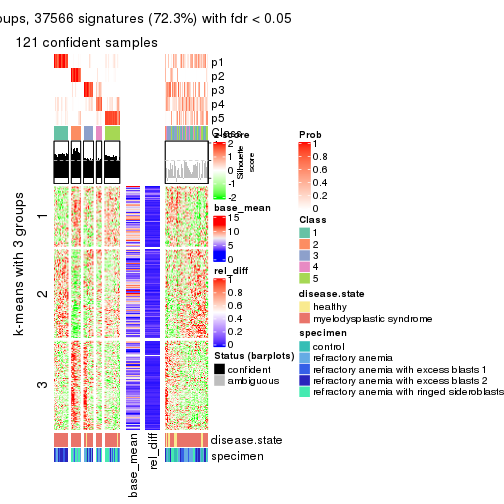 oups, 37566 signatures (72.3%) with fdr < 0.05
121 confident samples
p1
p2
p3
p4
p5
Class
z-score
2
1
0
-1
-2
Silhouette
score
base_mean
15
10
5
0
rel_diff
1
0.8
0.6
0.4
0.2
0
Status (barplots)
confident
ambiguous
Prob
1
0.8
0.6
0.4
0.2
0
Class
1
2
3
4
5
disease.state
healthy
myelodysplastic syndrome
specimen
control
refractory anemia
refractory anemia with excess blasts 1
refractory anemia with excess blasts 2
refractory anemia with ringed sideroblasts
k-means with 3 groups
1
2
3
disease.state
specimen
base_mean
rel_diff